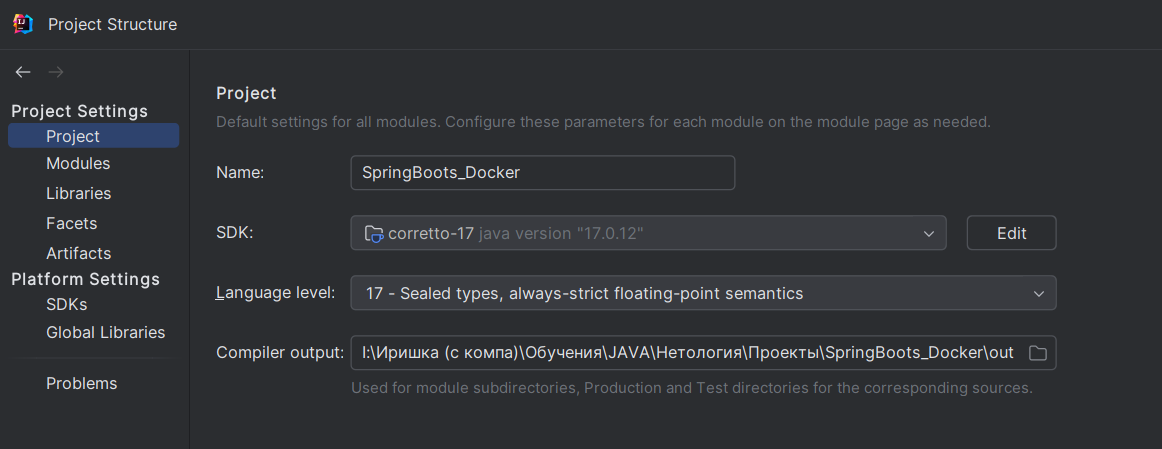 Project Structure
Project Settings
Project
Modules
Libraries
Facets
Artifacts
Platform Settings
SDKs
Global Libraries
Problems
Project
Default settings for all modules. Configure these parameters for each module on the module page as needed.
Name: SpringBoots_Docker
SDK: corretto-17 java version "17.0.12" Edit
Language level: 17 - Sealed types, always-strict floating-point semantics
Compiler output: I:\Иришка (с компа)\Обучения\JAVA\Нетология\Проекты\SpringBoots_Docker\out
Used for module subdirectories, Production and Test directories for the corresponding sources.